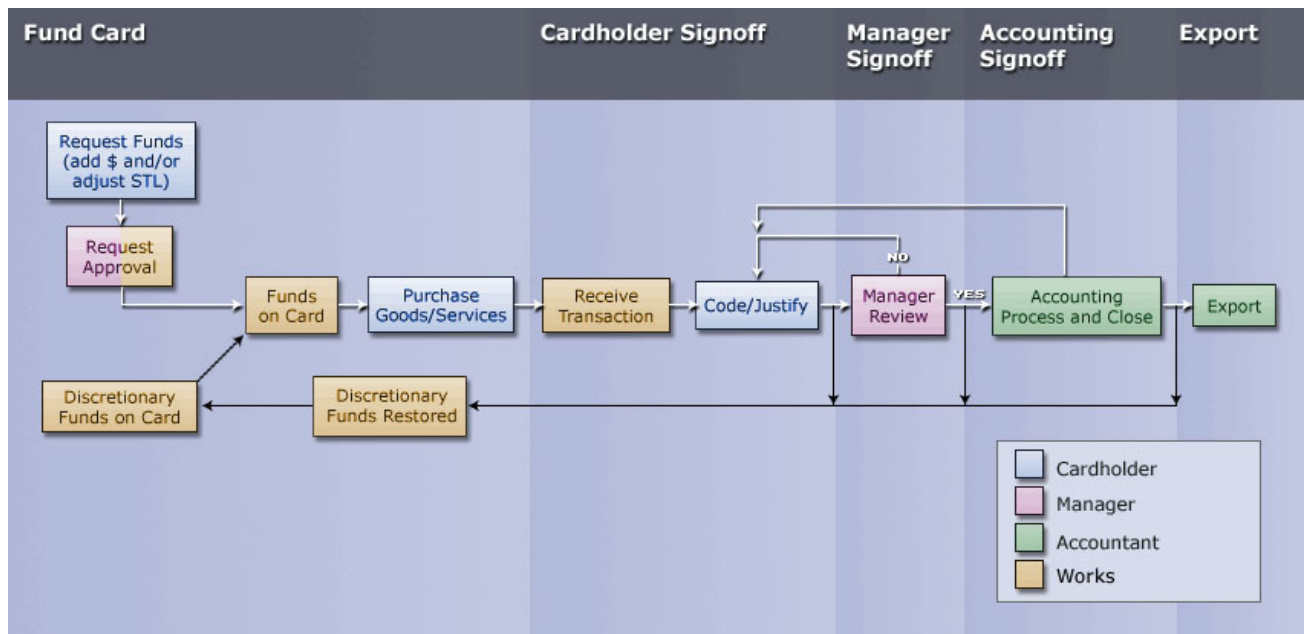 Fund Card
Cardholder Signoff
Manager
Signoff
Accounting
Signoff
Export
Request Funds
(add $ and/or
adjust STL)
Request
Approval
Funds
on Card
Purchase
Goods/Services
Receive
Transaction
Code/Justify
NO
Manager
Review
YES
Accounting
Process and Close
Export
Discretionary
Funds on Card
Discretionary
Funds Restored
Cardholder
Manager
Accountant
Works